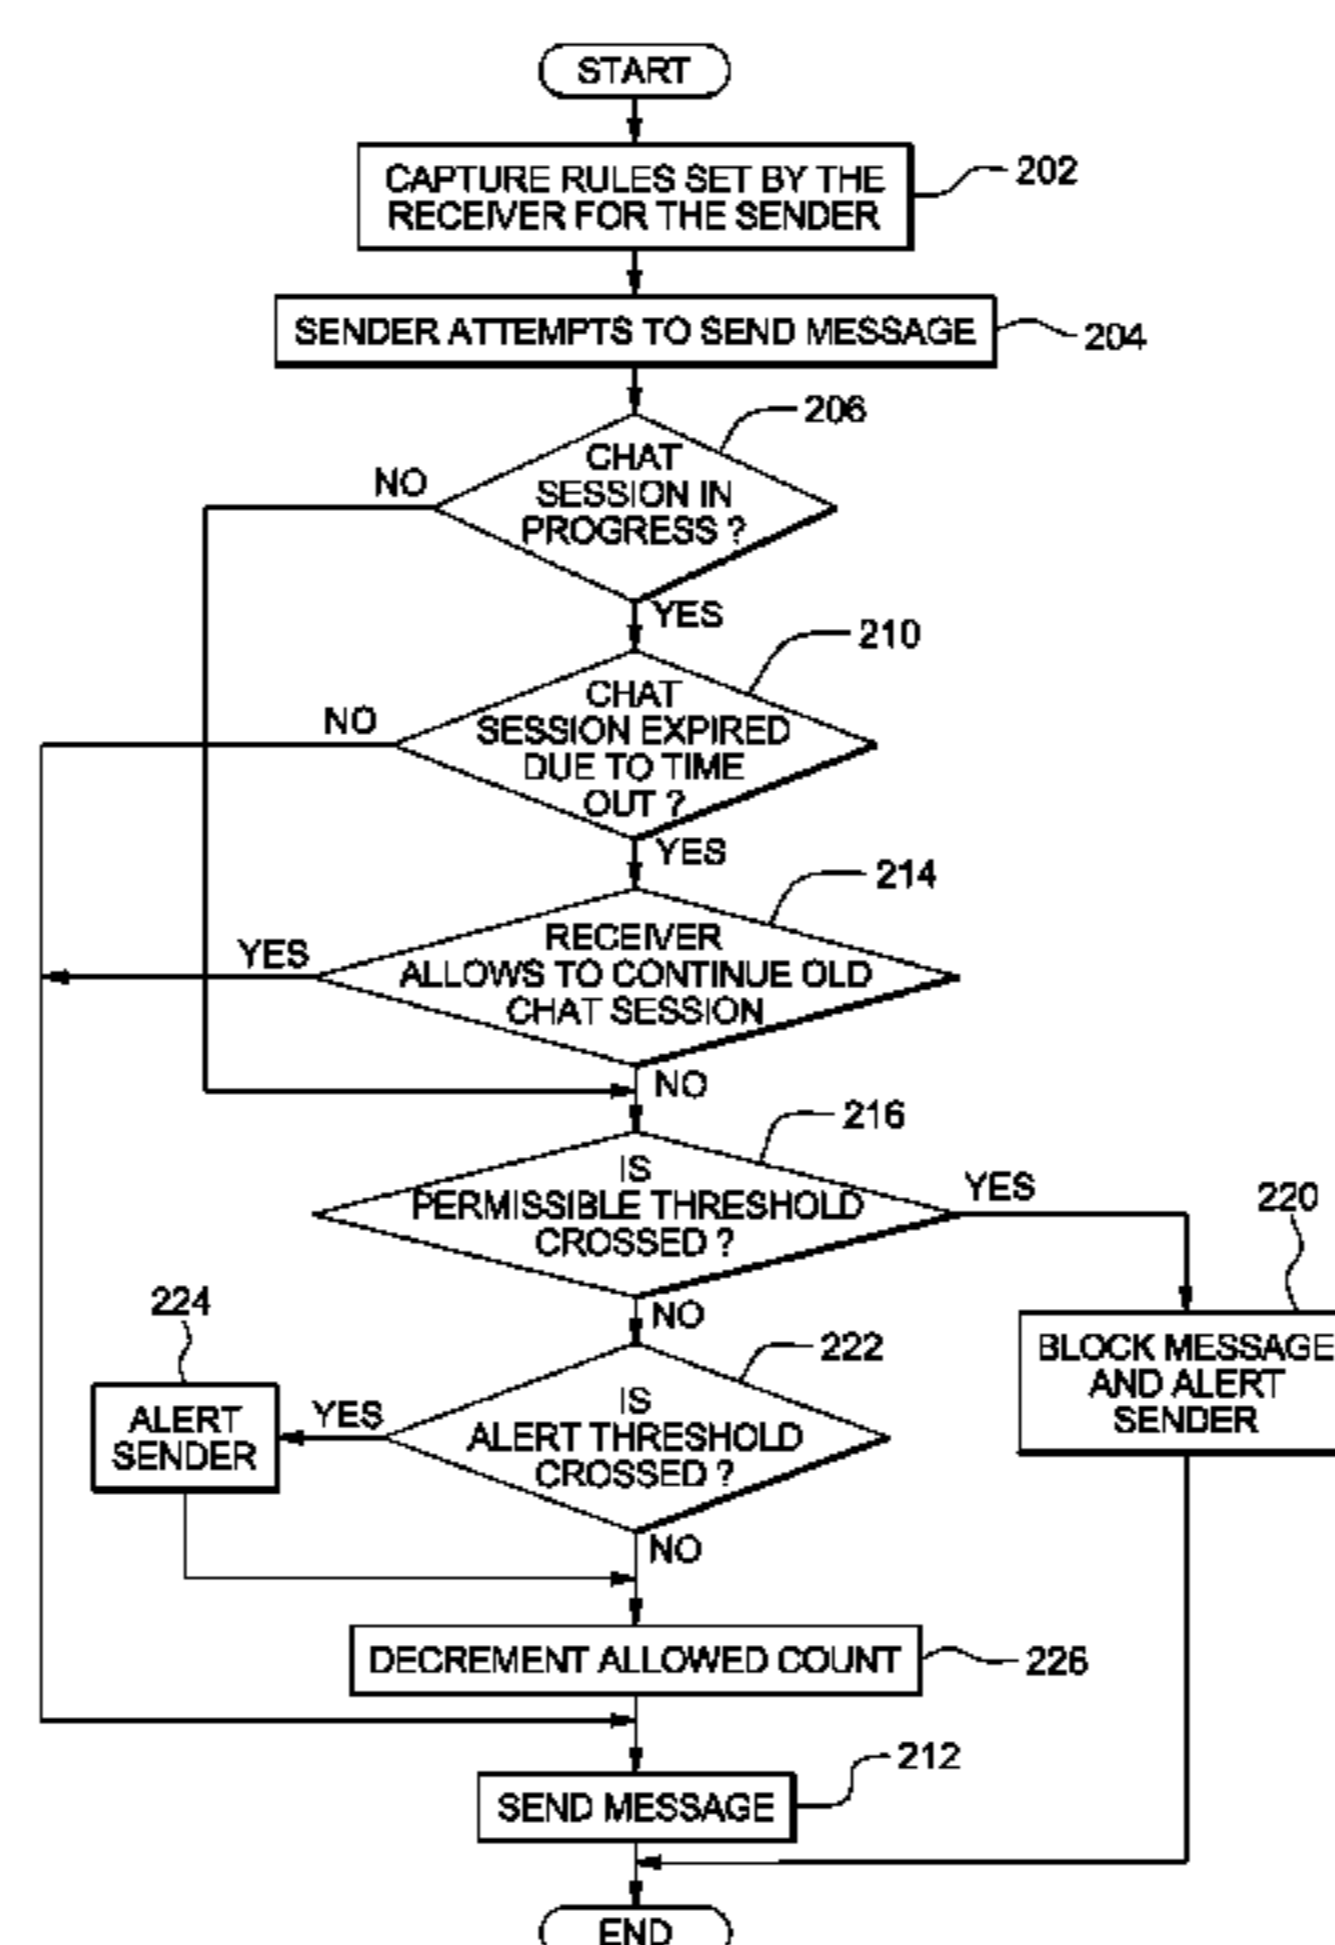 START
CAPTURE RULES SET BY THE
RECEIVER FOR THE SENDER
202
SENDER ATTEMPTS TO SEND MESSAGE
204
206
CHAT
SESSION IN
PROGRESS ?
NO
YES
210
CHAT
SESSION EXPIRED
DUE TO TIME
OUT ?
NO
YES
214
RECEIVER
ALLOWS TO CONTINUE OLD
CHAT SESSION
YES
NO
216
IS
PERMISSIBLE THRESHOLD
CROSSED ?
YES
220
NO
BLOCK MESSAGE
AND ALERT
SENDER
224
222
IS
ALERT THRESHOLD
CROSSED ?
YES
ALERT
SENDER
NO
DECREMENT ALLOWED COUNT
226
212
SEND MESSAGE
END